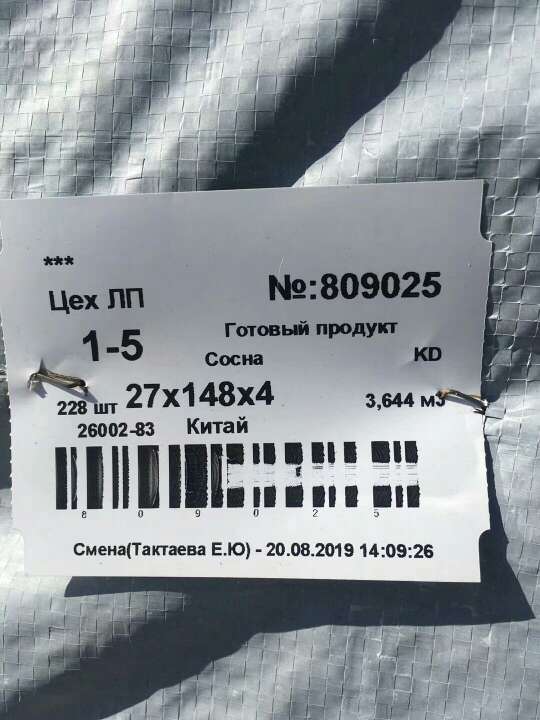 ***
Цех ЛП №:809025
1-5 Готовый продукт
Сосна KD
228 шт 27x148x4 3,644 м3
26002-83 Китай
8 0 9 0 2 5
Смена(Тактаева Е.Ю) - 20.08.2019 14:09:26